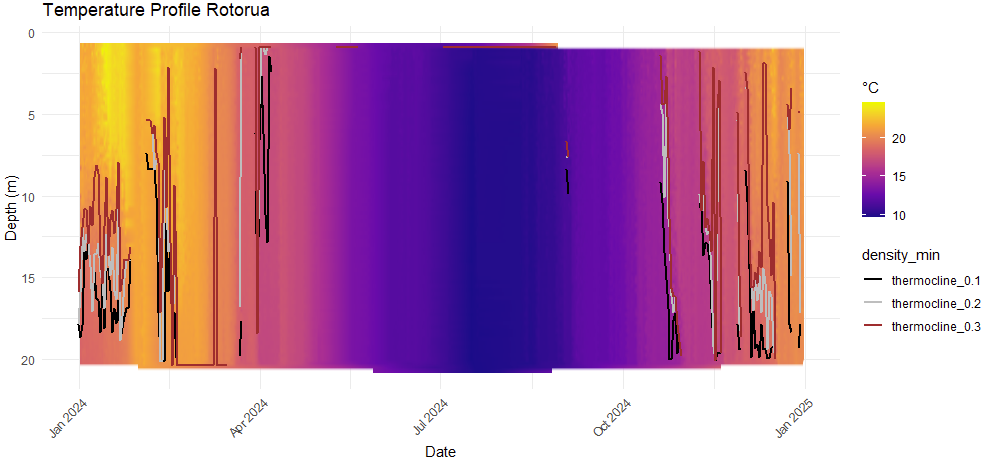 Temperature Profile Rotorua
0
5
10
15
20
Depth (m)
Jan 2024
Apr 2024
Jul 2024
Oct 2024
Jan 2025
Date
°C
20
15
10
density_min
thermocline_0.1
thermocline_0.2
thermocline_0.3